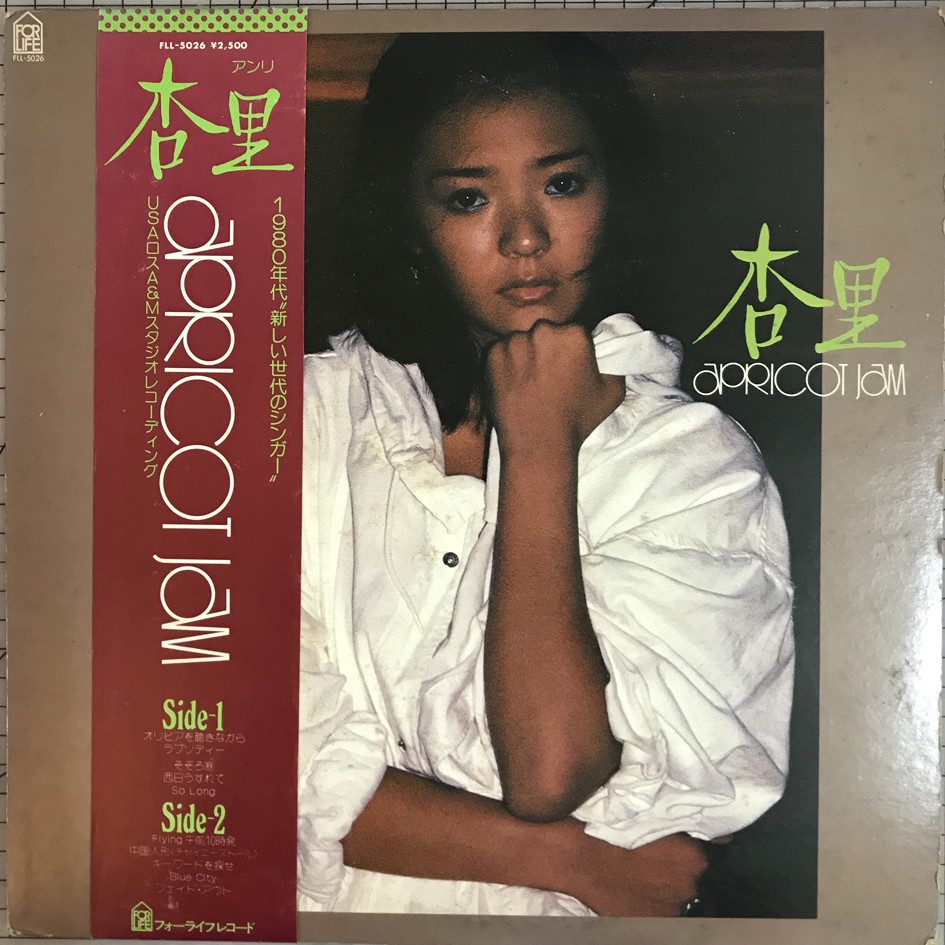 FOR
LIFE
FLL-5026
FLL-5026 ¥2,500
アンリ
杏里
1980年代〝新しい世代のシンガー〟
apricot jam
USAロスA&Mスタジオレコーディング
Side-1
オリビアを聴きながら
ラプソディー
そぞろ寒
西日うすれて
So Long
Side-2
Flying 午前10時発
中国人形(チャイニーズドール)
キーワードを探せ
Blue City
フェイド・アウト
FOR
LIFE
フォーライフレコード
杏里
apricot jam